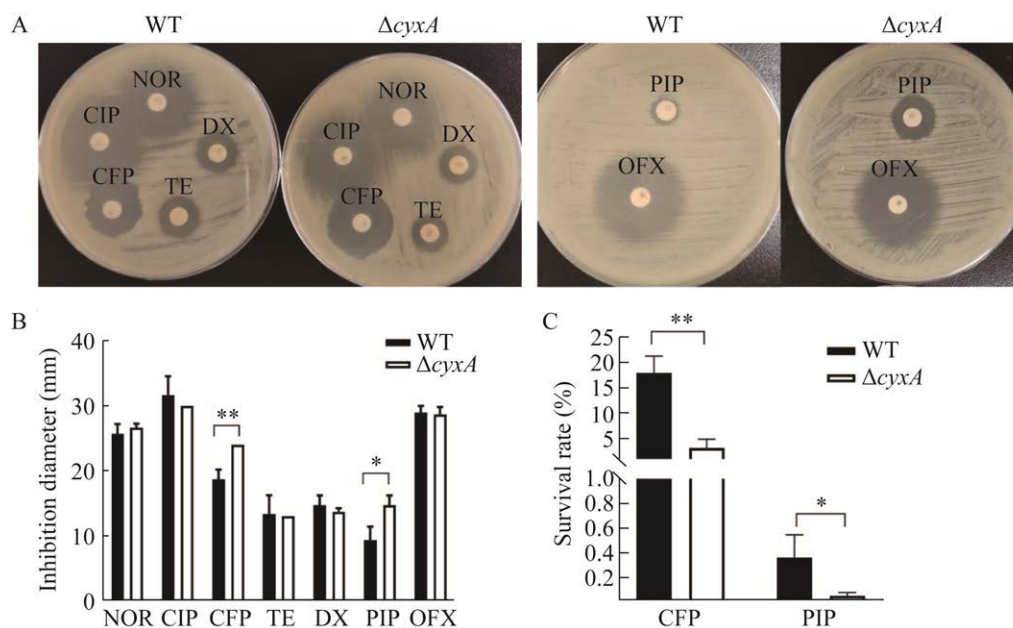 A
WT
ΔcyxA
WT
ΔcyxA
NOR
CIP
DX
CFP
TE
NOR
CIP
DX
CFP
TE
PIP
OFX
PIP
OFX
B
Inhibition diameter (mm)
40
30
20
10
0
WT
ΔcyxA
**
*
NOR CIP CFP TE DX PIP OFX
C
Survival rate (%)
25
20
15
10
5
1.0
0.8
0.6
0.4
0.2
**
WT
ΔcyxA
*
CFP PIP